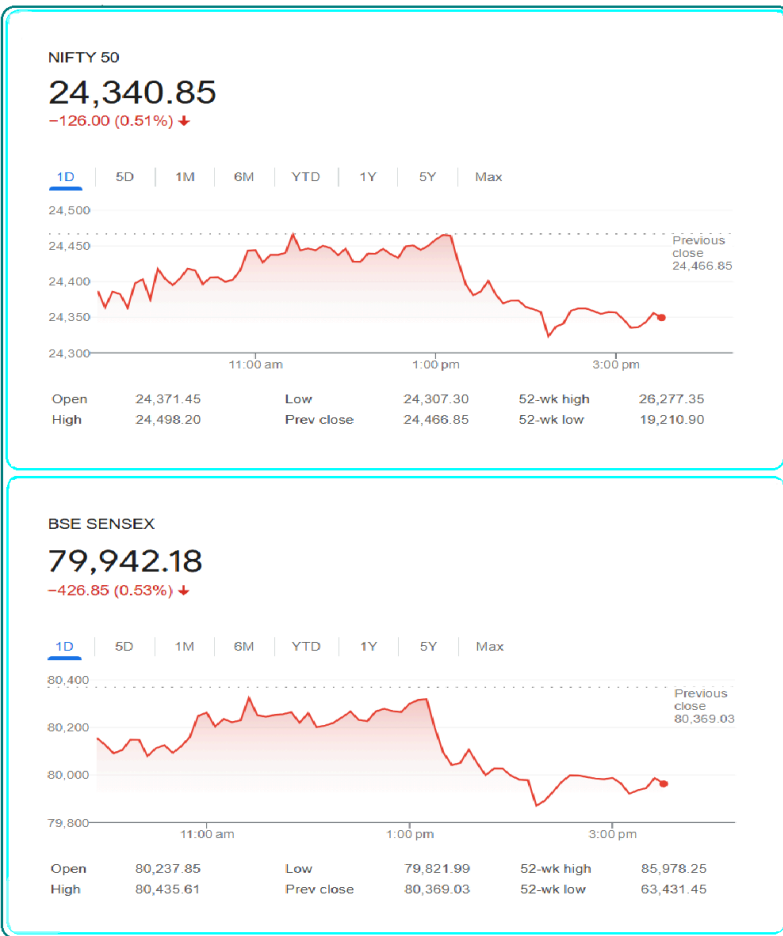 NIFTY 50
24,340.85
−126.00 (0.51%) ↓
1D 5D 1M 6M YTD 1Y 5Y Max
24,500
24,450
24,400
24,350
24,300
Previous
close
24,466.85
11:00 am 1:00 pm 3:00 pm
Open 24,371.45 Low 24,307.30 52-wk high 26,277.35
High 24,498.20 Prev close 24,466.85 52-wk low 19,210.90
BSE SENSEX
79,942.18
−426.85 (0.53%) ↓
1D 5D 1M 6M YTD 1Y 5Y Max
80,400
80,200
80,000
79,800
Previous
close
80,369.03
11:00 am 1:00 pm 3:00 pm
Open 80,237.85 Low 79,821.99 52-wk high 85,978.25
High 80,435.61 Prev close 80,369.03 52-wk low 63,431.45